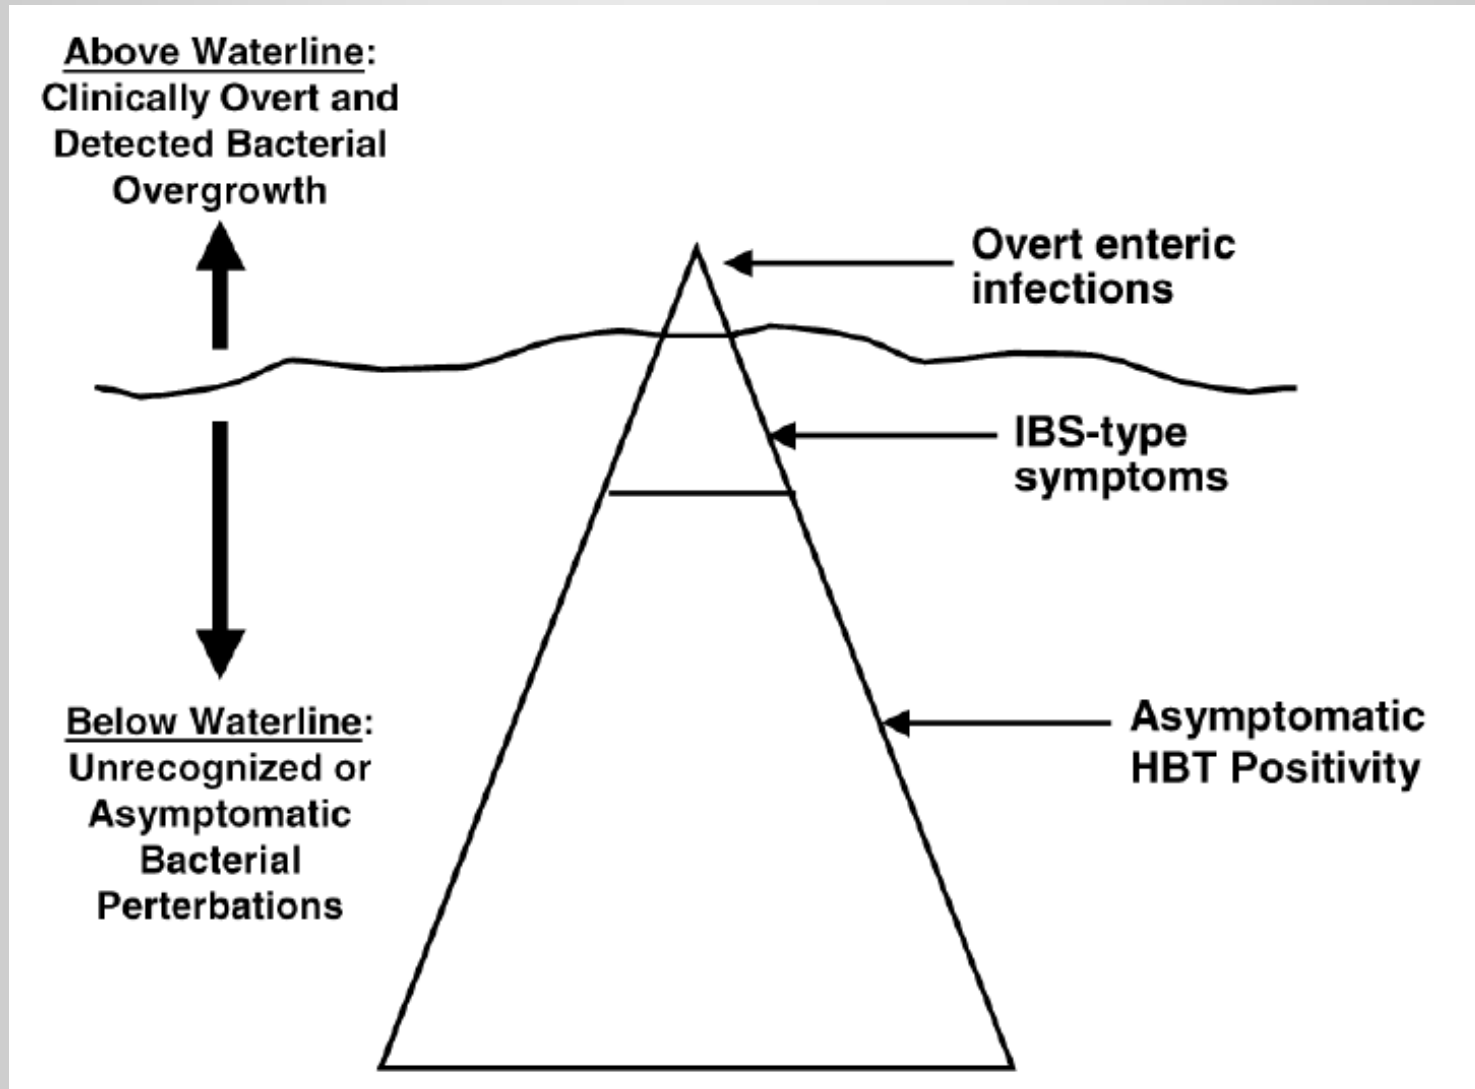 Above Waterline:
Clinically Overt and
Detected Bacterial
Overgrowth
Overt enteric
infections
IBS-type
symptoms
Below Waterline:
Unrecognized or
Asymptomatic
Bacterial
Perterbations
Asymptomatic
HBT Positivity